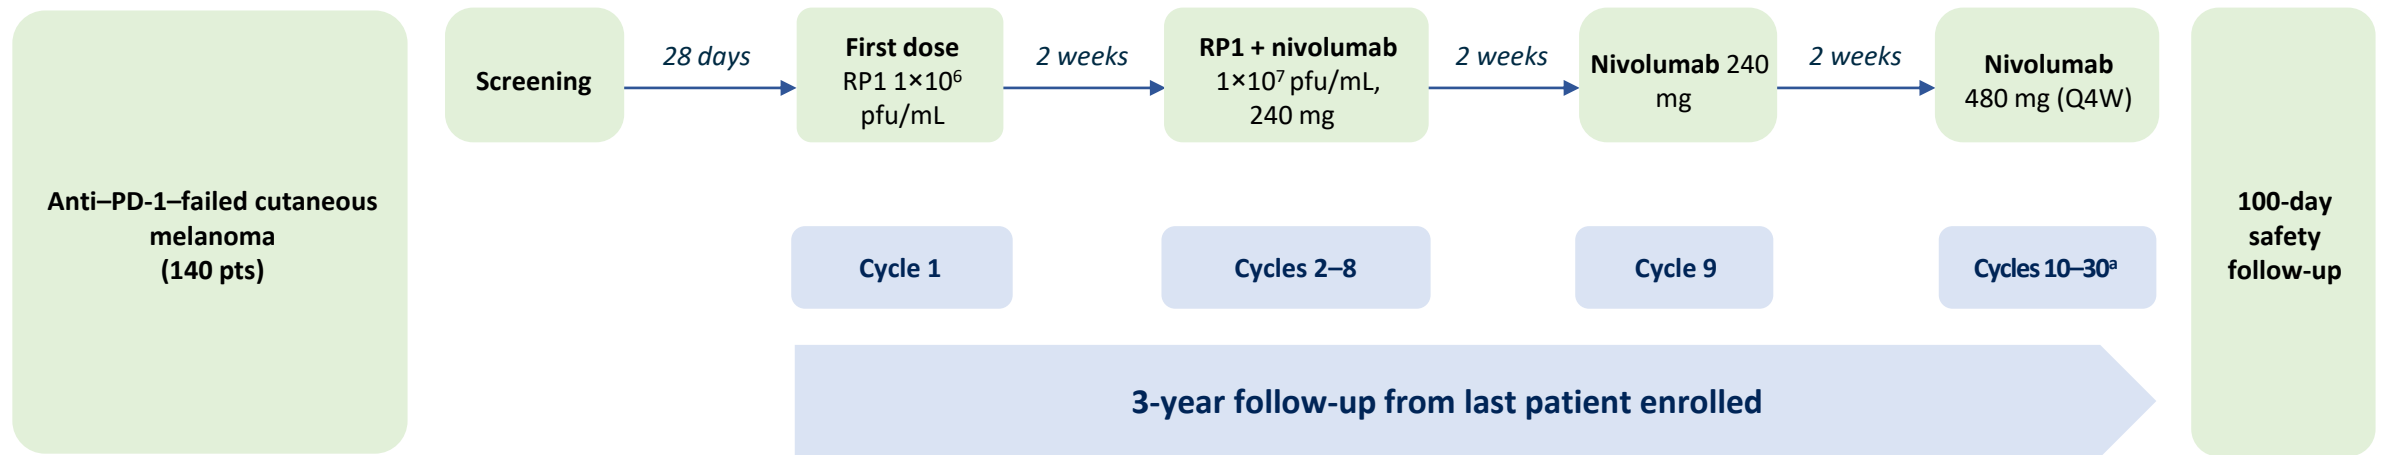 Anti–PD-1–failed cutaneous
melanoma
(140 pts)
Screening
28 days
First dose
RP1 1×10⁶
pfu/mL
2 weeks
RP1 + nivolumab
1×10⁷ pfu/mL,
240 mg
2 weeks
Nivolumab 240
mg
2 weeks
Nivolumab
480 mg (Q4W)
Cycle 1
Cycles 2–8
Cycle 9
Cycles 10–30ᵃ
3-year follow-up from last patient enrolled
100-day
safety
follow-up